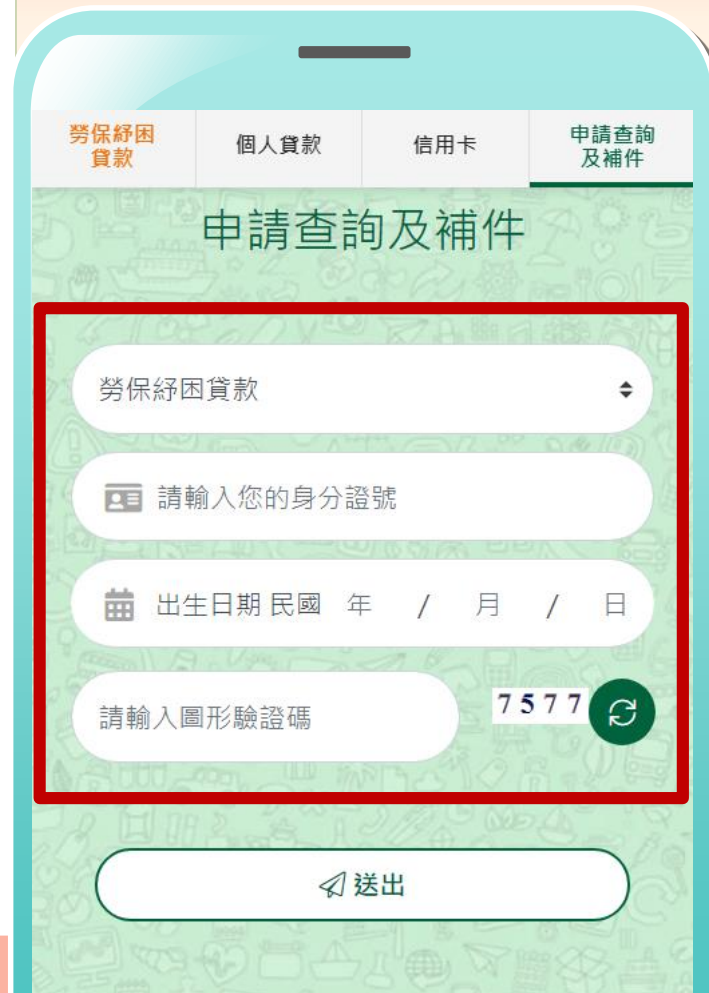 勞保紓困
貸款
個人貸款
信用卡
申請查詢
及補件
申請查詢及補件
勞保紓困貸款
請輸入您的身分證號
出生日期 民國 年 / 月 / 日
請輸入圖形驗證碼
7577
送出